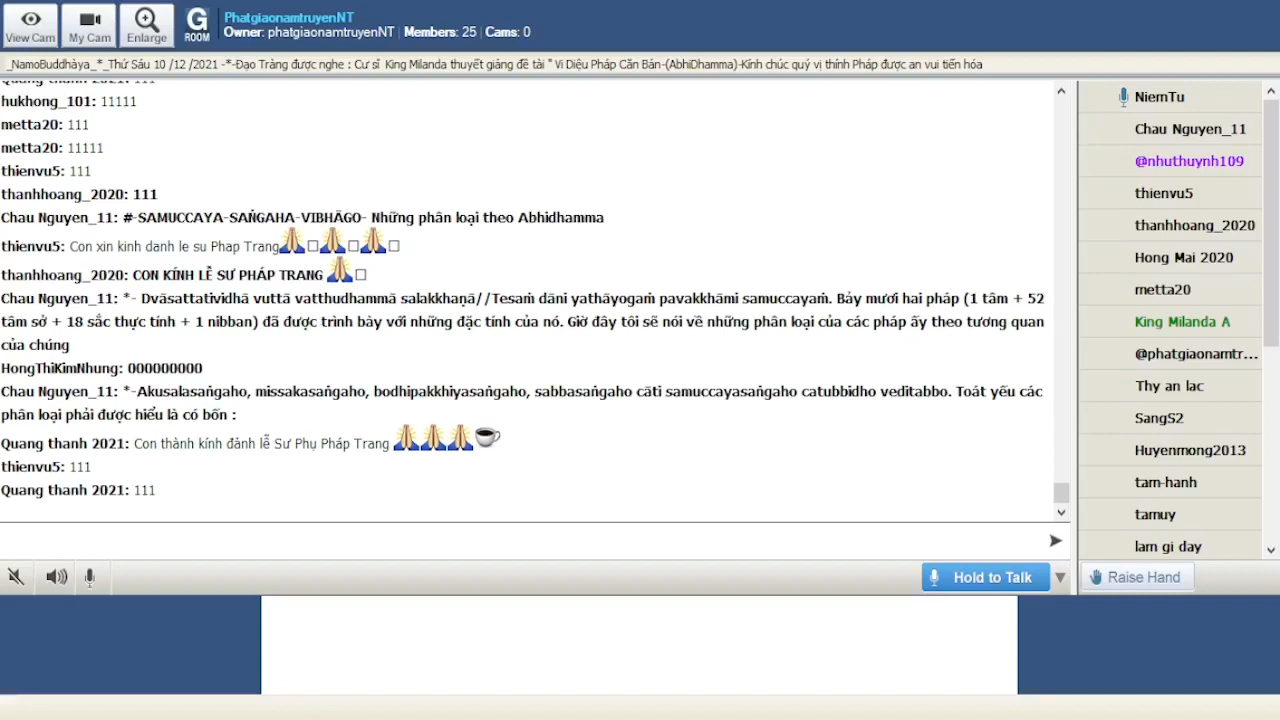 View Cam
My Cam
Enlarge
G
ROOM
PhatgiaonamtruyenNT
Owner: phatgiaonamtruyenNT | Members: 25 | Cams: 0
_NamoBuddhàya_*_Thứ Sáu 10 /12 /2021 -*-Đạo Tràng được nghe : Cư sĩ King Milanda thuyết giảng đề tài " Vi Diệu Pháp Căn Bản-(AbhiDhamma)-Kính chúc quý vị thính Pháp được an vui tiến hóa
Quang thanh 2021: 111
hukhong_101: 11111
metta20: 111
metta20: 11111
thienvu5: 111
thanhhoang_2020: 111
Chau Nguyen_11: #-SAMUCCAYA-SAṄGAHA-VIBHĀGO- Những phân loại theo Abhidhamma
thienvu5: Con xin kinh danh le su Phap Trang
thanhhoang_2020: CON KÍNH LỄ SƯ PHÁP TRANG
Chau Nguyen_11: *- Dvāsattatividhā vuttā vatthudhammā salakkhaṇā//Tesaṁ dāni yathāyogaṁ pavakkhāmi samuccayaṁ. Bảy mươi hai pháp (1 tâm + 52
tâm sở + 18 sắc thực tính + 1 nibban) đã được trình bày với những đặc tính của nó. Giờ đây tôi sẽ nói về những phân loại của các pháp ấy theo tương quan
của chúng
HongThiKimNhung: 000000000
Chau Nguyen_11: *-Akusalasaṅgaho, missakasaṅgaho, bodhipakkhiyasaṅgaho, sabbasaṅgaho cāti samuccayasaṅgaho catubbidho veditabbo. Toát yếu các
phân loại phải được hiểu là có bốn :
Quang thanh 2021: Con thành kính đảnh lễ Sư Phụ Pháp Trang
thienvu5: 111
Quang thanh 2021: 111
NiemTu
Chau Nguyen_11
@nhuthuynh109
thienvu5
thanhhoang_2020
Hong Mai 2020
metta20
King Milanda A
@phatgiaonamtr...
Thy an lac
SangS2
Huyenmong2013
tam-hanh
tamuy
lam gi day
Hold to Talk
Raise Hand